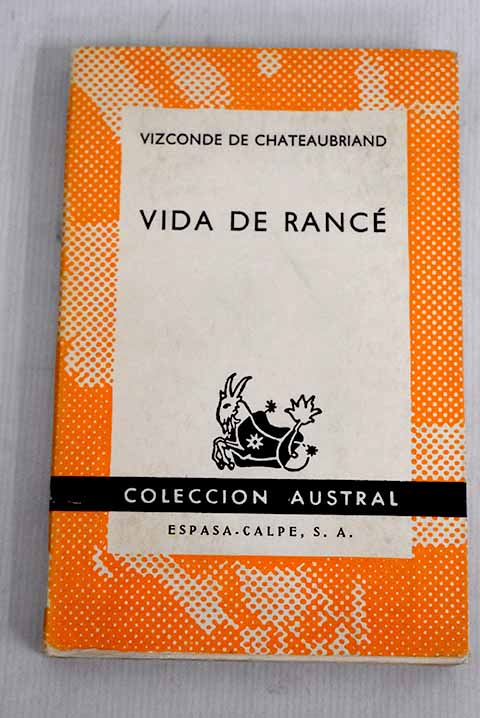 VIZCONDE DE CHATEAUBRIAND
VIDA DE RANCÉ
COLECCION AUSTRAL
ESPASA-CALPE, S. A.